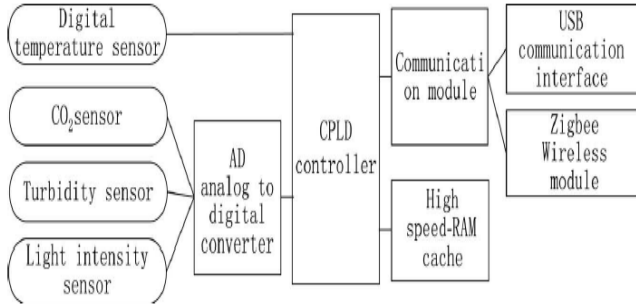 Digital
temperature sensor
CO₂sensor
Turbidity sensor
Light intensity
sensor
AD
analog to
digital
converter
CPLD
controller
Communicati
on module
High
speed-RAM
cache
USB
communication
interface
Zigbee
Wireless
module